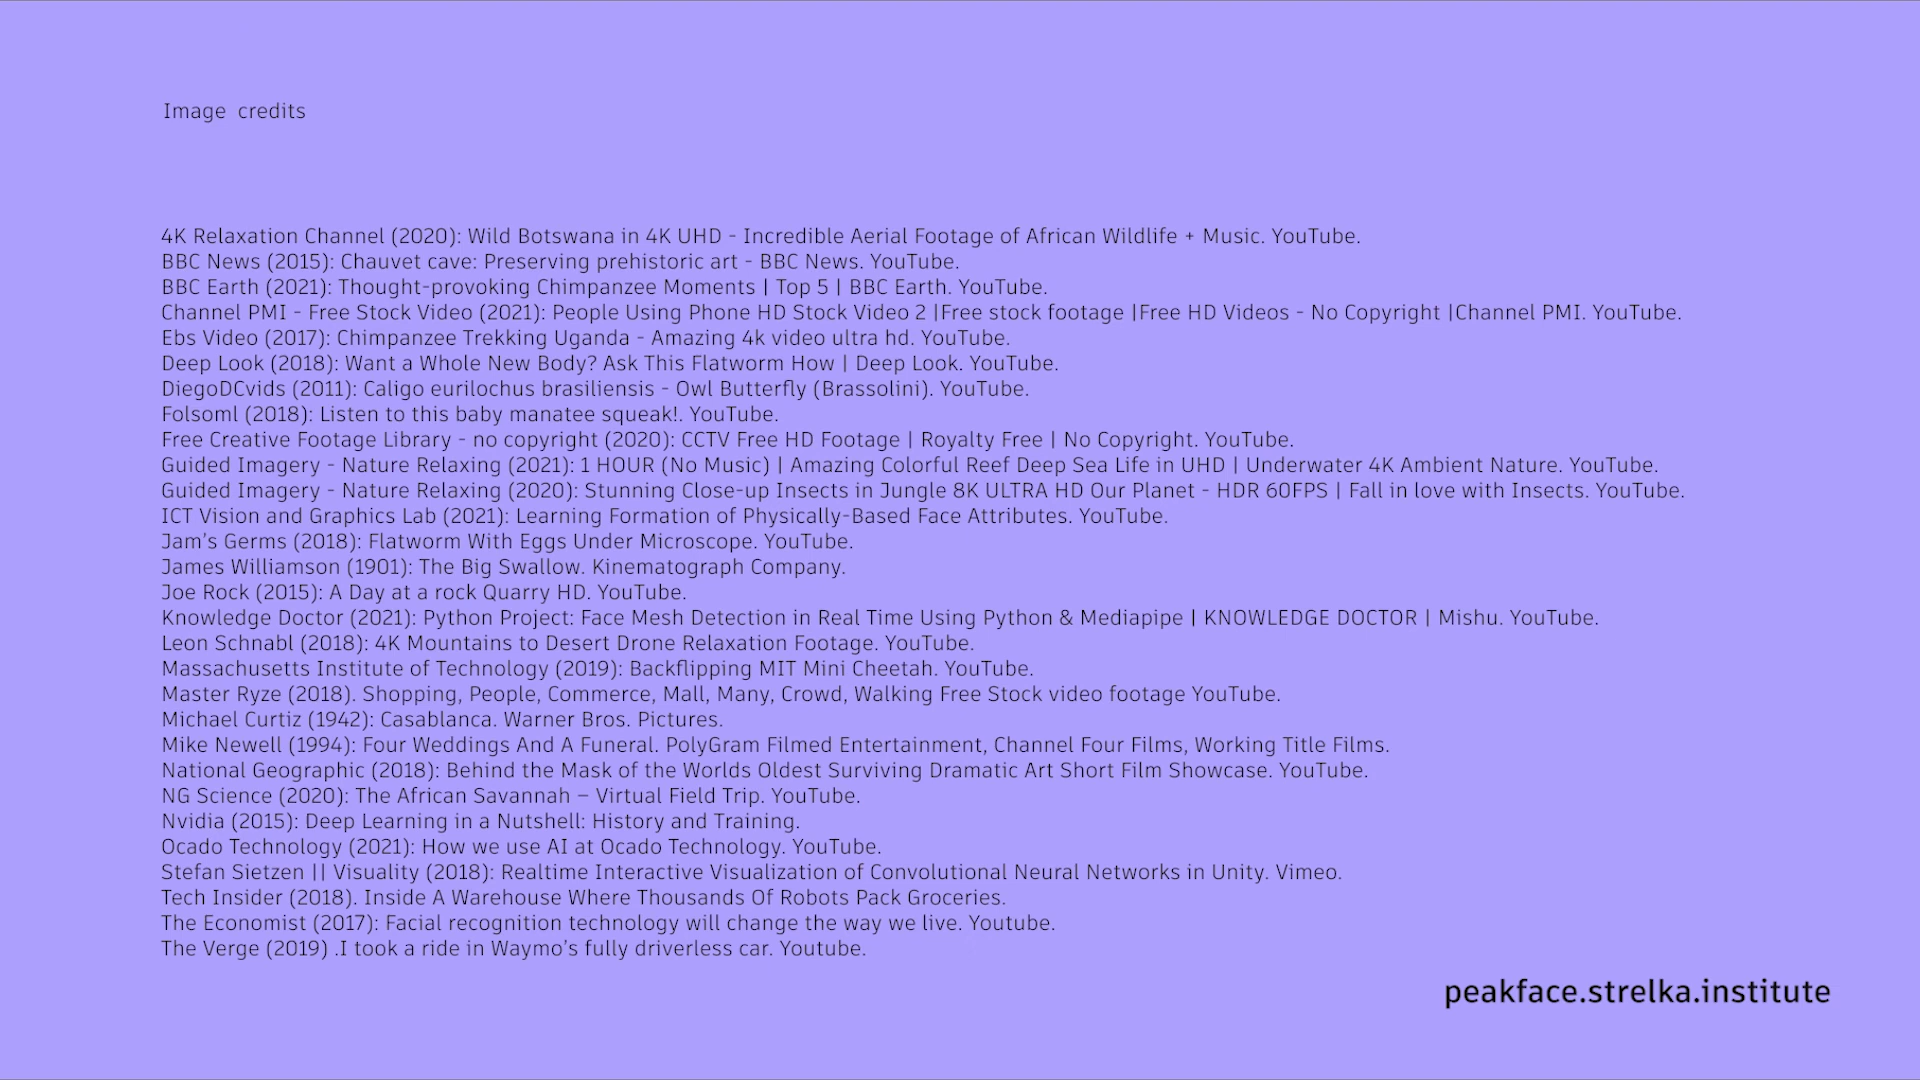 Image credits
4K Relaxation Channel (2020): Wild Botswana in 4K UHD - Incredible Aerial Footage of African Wildlife + Music. YouTube.
BBC News (2015): Chauvet cave: Preserving prehistoric art - BBC News. YouTube.
BBC Earth (2021): Thought-provoking Chimpanzee Moments | Top 5 | BBC Earth. YouTube.
Channel PMI - Free Stock Video (2021): People Using Phone HD Stock Video 2 |Free stock footage |Free HD Videos - No Copyright |Channel PMI. YouTube.
Ebs Video (2017): Chimpanzee Trekking Uganda - Amazing 4k video ultra hd. YouTube.
Deep Look (2018): Want a Whole New Body? Ask This Flatworm How | Deep Look. YouTube.
DiegoDCvids (2011): Caligo eurilochus brasiliensis - Owl Butterfly (Brassolini). YouTube.
Folsoml (2018): Listen to this baby manatee squeak!. YouTube.
Free Creative Footage Library - no copyright (2020): CCTV Free HD Footage | Royalty Free | No Copyright. YouTube.
Guided Imagery - Nature Relaxing (2021): 1 HOUR (No Music) | Amazing Colorful Reef Deep Sea Life in UHD | Underwater 4K Ambient Nature. YouTube.
Guided Imagery - Nature Relaxing (2020): Stunning Close-up Insects in Jungle 8K ULTRA HD Our Planet - HDR 60FPS | Fall in love with Insects. YouTube.
ICT Vision and Graphics Lab (2021): Learning Formation of Physically-Based Face Attributes. YouTube.
Jam's Germs (2018): Flatworm With Eggs Under Microscope. YouTube.
James Williamson (1901): The Big Swallow. Kinematograph Company.
Joe Rock (2015): A Day at a rock Quarry HD. YouTube.
Knowledge Doctor (2021): Python Project: Face Mesh Detection in Real Time Using Python & Mediapipe | KNOWLEDGE DOCTOR | Mishu. YouTube.
Leon Schnabl (2018): 4K Mountains to Desert Drone Relaxation Footage. YouTube.
Massachusetts Institute of Technology (2019): Backflipping MIT Mini Cheetah. YouTube.
Master Ryze (2018). Shopping, People, Commerce, Mall, Many, Crowd, Walking Free Stock video footage YouTube.
Michael Curtiz (1942): Casablanca. Warner Bros. Pictures.
Mike Newell (1994): Four Weddings And A Funeral. PolyGram Filmed Entertainment, Channel Four Films, Working Title Films.
National Geographic (2018): Behind the Mask of the Worlds Oldest Surviving Dramatic Art Short Film Showcase. YouTube.
NG Science (2020): The African Savannah – Virtual Field Trip. YouTube.
Nvidia (2015): Deep Learning in a Nutshell: History and Training.
Ocado Technology (2021): How we use AI at Ocado Technology. YouTube.
Stefan Sietzen || Visuality (2018): Realtime Interactive Visualization of Convolutional Neural Networks in Unity. Vimeo.
Tech Insider (2018). Inside A Warehouse Where Thousands Of Robots Pack Groceries.
The Economist (2017): Facial recognition technology will change the way we live. Youtube.
The Verge (2019) .I took a ride in Waymo's fully driverless car. Youtube.
peakface.strelka.institute